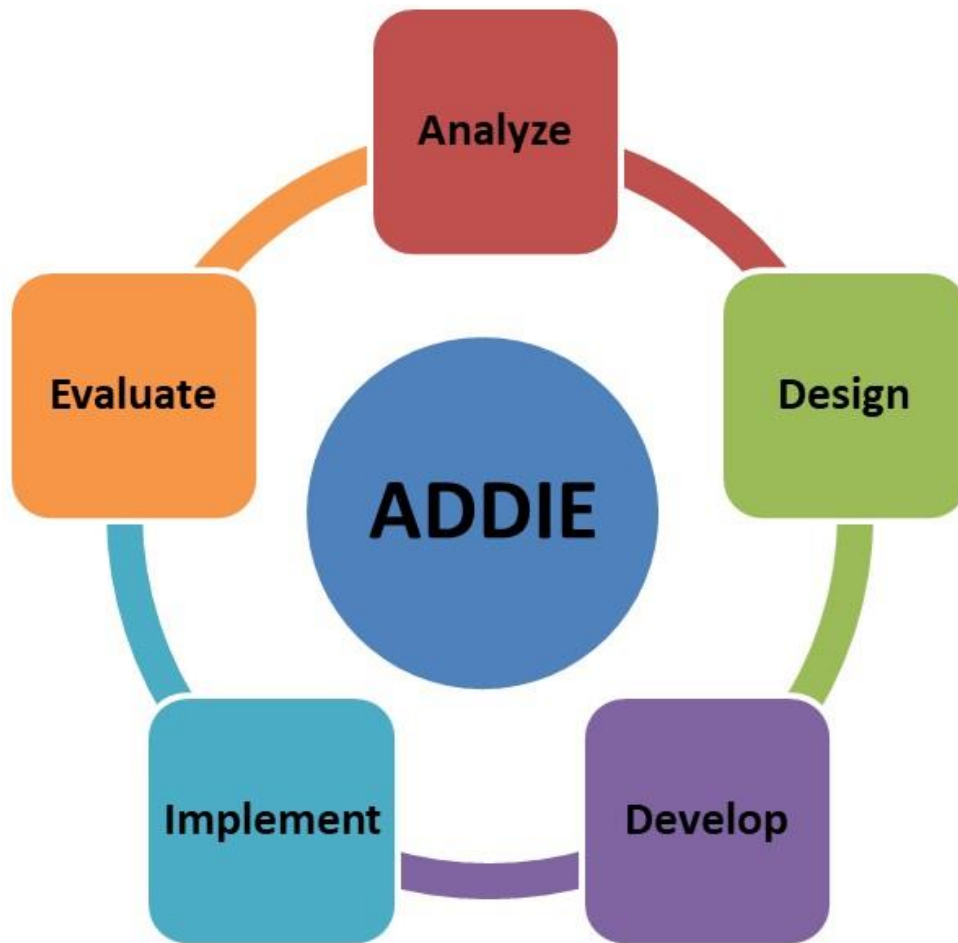 Analyze
Design
Develop
Implement
Evaluate
ADDIE